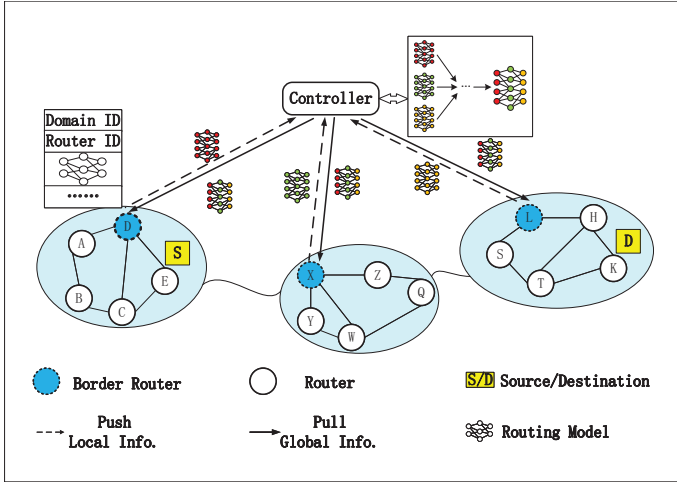 Controller
...
Domain ID
Router ID
......
D
A
S
E
B
C
X
Z
Q
Y
W
L
H
S
D
K
T
Border Router
Router
S/D Source/Destination
Push
Local Info.
Pull
Global Info.
Routing Model